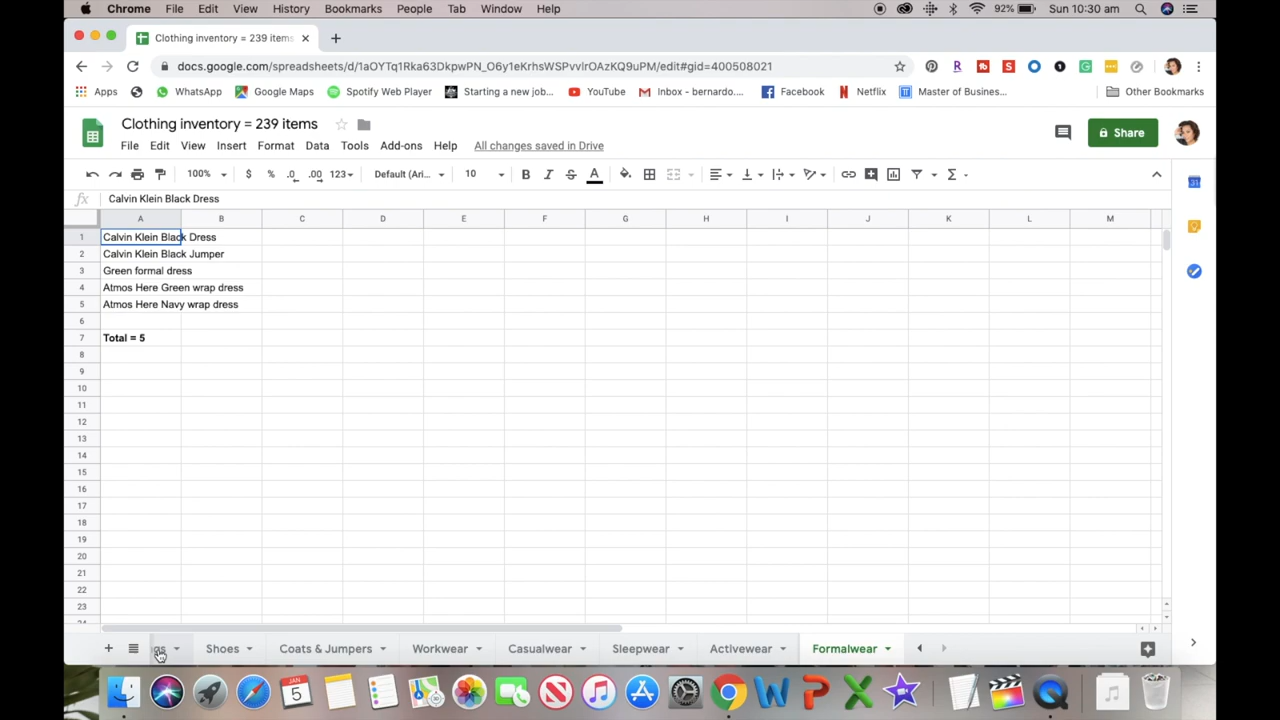 Chrome File Edit View History Bookmarks People Tab Window Help 92% Sun 10:30 am
Clothing inventory = 239 items
docs.google.com/spreadsheets/d/1aOYTq1Rka63DkpwPN_O6y1eKrhsWSPvvlrOAzKQ9uPM/edit#gid=400508021
Apps WhatsApp Google Maps Spotify Web Player Starting a new job... YouTube Inbox - bernardo.... Facebook Netflix Master of Busines... Other Bookmarks
Clothing inventory = 239 items
Share
File Edit View Insert Format Data Tools Add-ons Help All changes saved in Drive
100% $ % .0 .00 123 Default (Ari... 10 B I S A
fx Calvin Klein Black Dress
A B C D E F G H I J K L M
1 Calvin Klein Black Dress
2 Calvin Klein Black Jumper
3 Green formal dress
4 Atmos Here Green wrap dress
5 Atmos Here Navy wrap dress
6
7 Total = 5
8
9
10
11
12
13
14
15
16
17
18
19
20
21
22
23
Shoes Coats & Jumpers Workwear Casualwear Sleepwear Activewear Formalwear
JAN
5